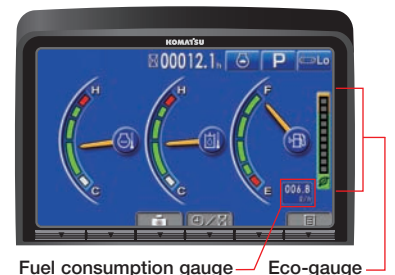 KOMATSU
00012.1h
P
Lo
H
H
F
C
C
E
006.8
Fuel consumption gauge
Eco-gauge